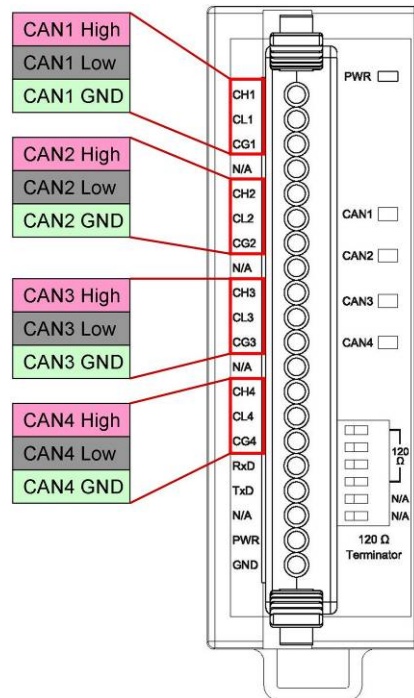 CAN1 High
CAN1 Low
CAN1 GND
CAN2 High
CAN2 Low
CAN2 GND
CAN3 High
CAN3 Low
CAN3 GND
CAN4 High
CAN4 Low
CAN4 GND
CH1
CL1
CG1
N/A
CH2
CL2
CG2
N/A
CH3
CL3
CG3
N/A
CH4
CL4
CG4
RxD
TxD
N/A
PWR
GND
PWR
CAN1
CAN2
CAN3
CAN4
120
Ω
N/A
N/A
120 Ω
Terminator